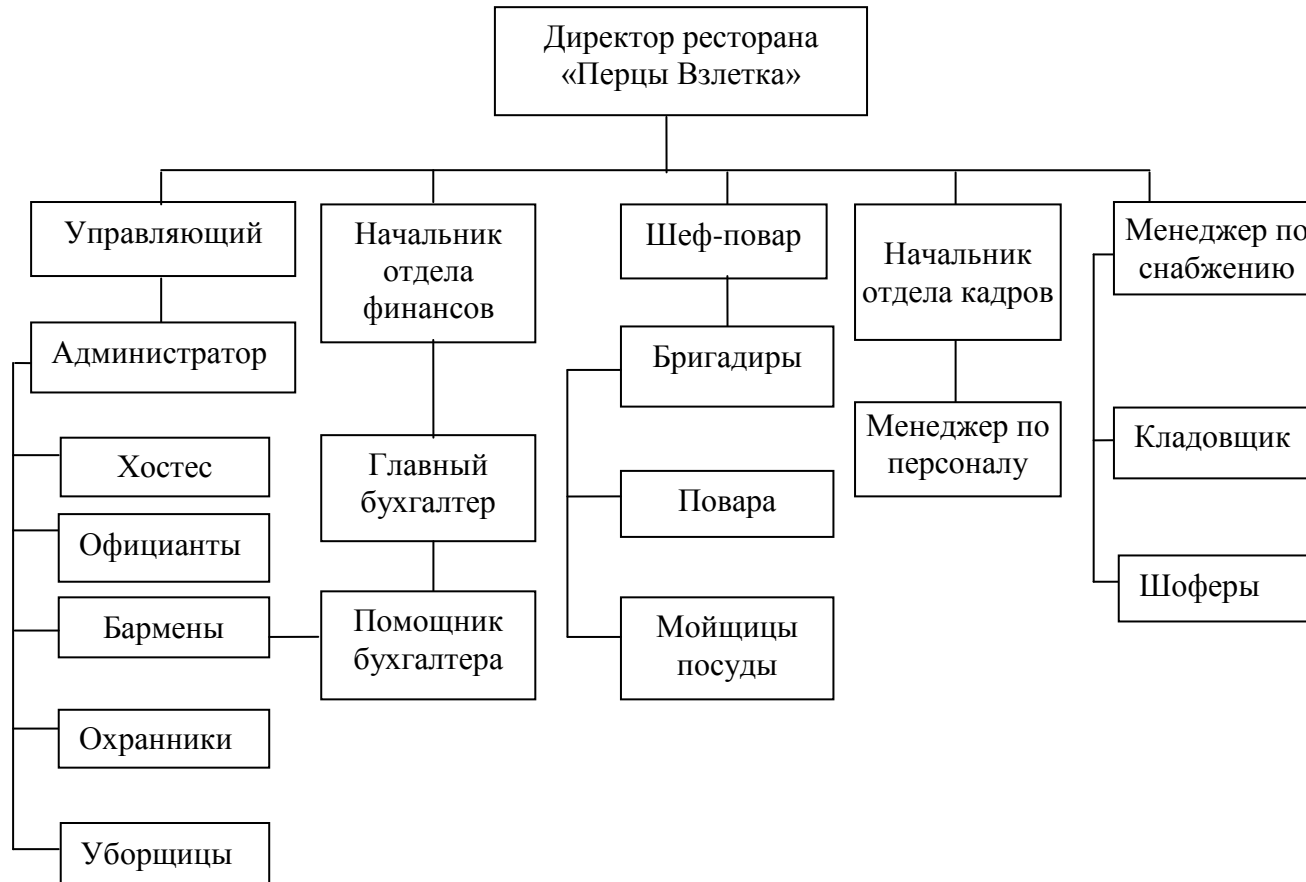 Директор ресторана
«Перцы Взлетка»
Управляющий
Начальник
отдела
финансов
Шеф-повар
Начальник
отдела кадров
Менеджер по
снабжению
Администратор
Бригадиры
Хостес
Главный
бухгалтер
Повара
Менеджер по
персоналу
Кладовщик
Официанты
Бармены
Помощник
бухгалтера
Мойщицы
посуды
Шоферы
Охранники
Уборщицы